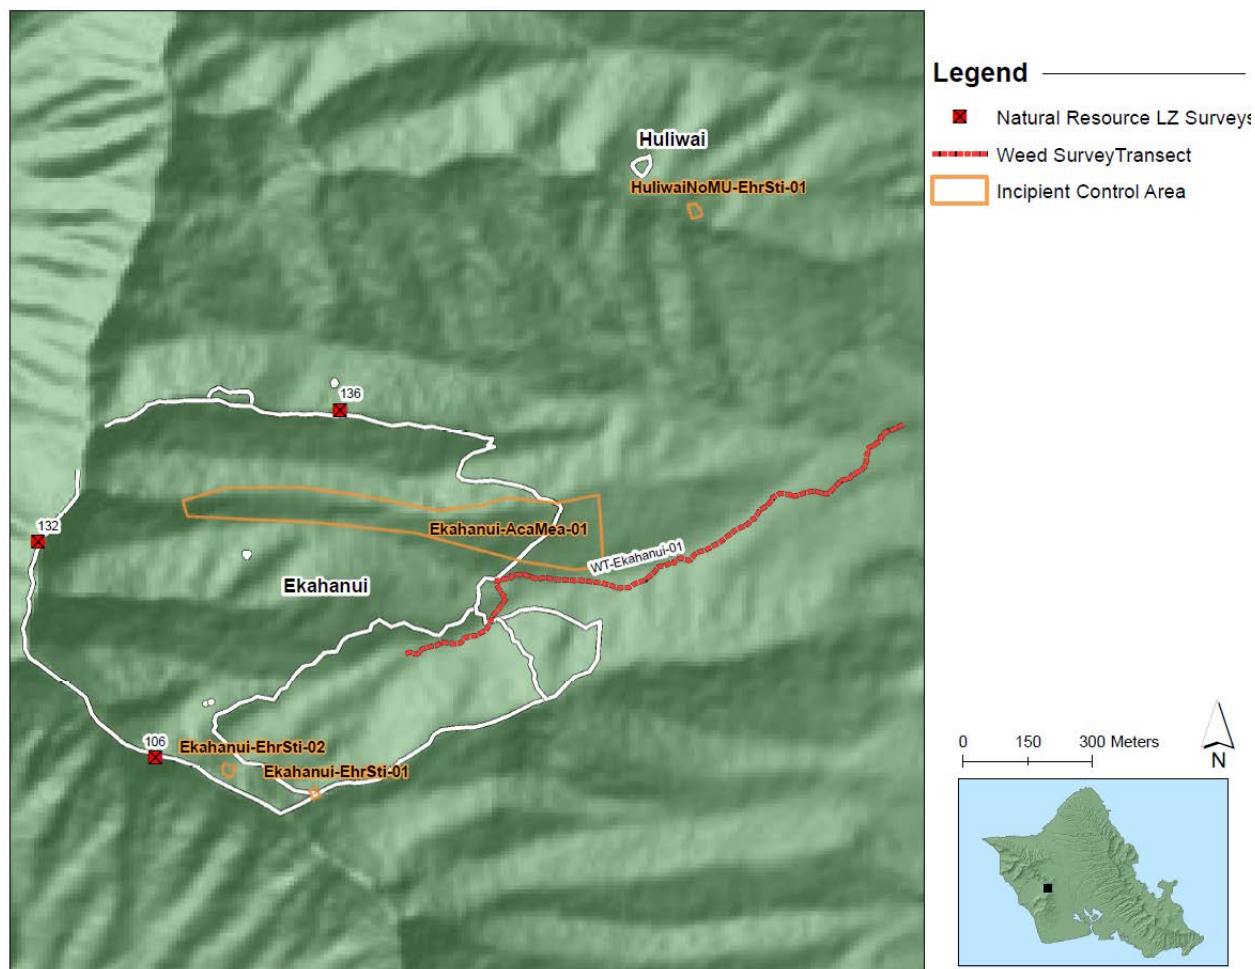 Legend
Natural Resource LZ Surveys
Weed SurveyTransect
Incipient Control Area
Huliwai
HuliwaiNoMU-EhrSti-01
136
132
Ekahanui-AcaMea-01
WT-Ekahanui-01
Ekahanui
106
Ekahanui-EhrSti-02
Ekahanui-EhrSti-01
0 150 300 Meters
N